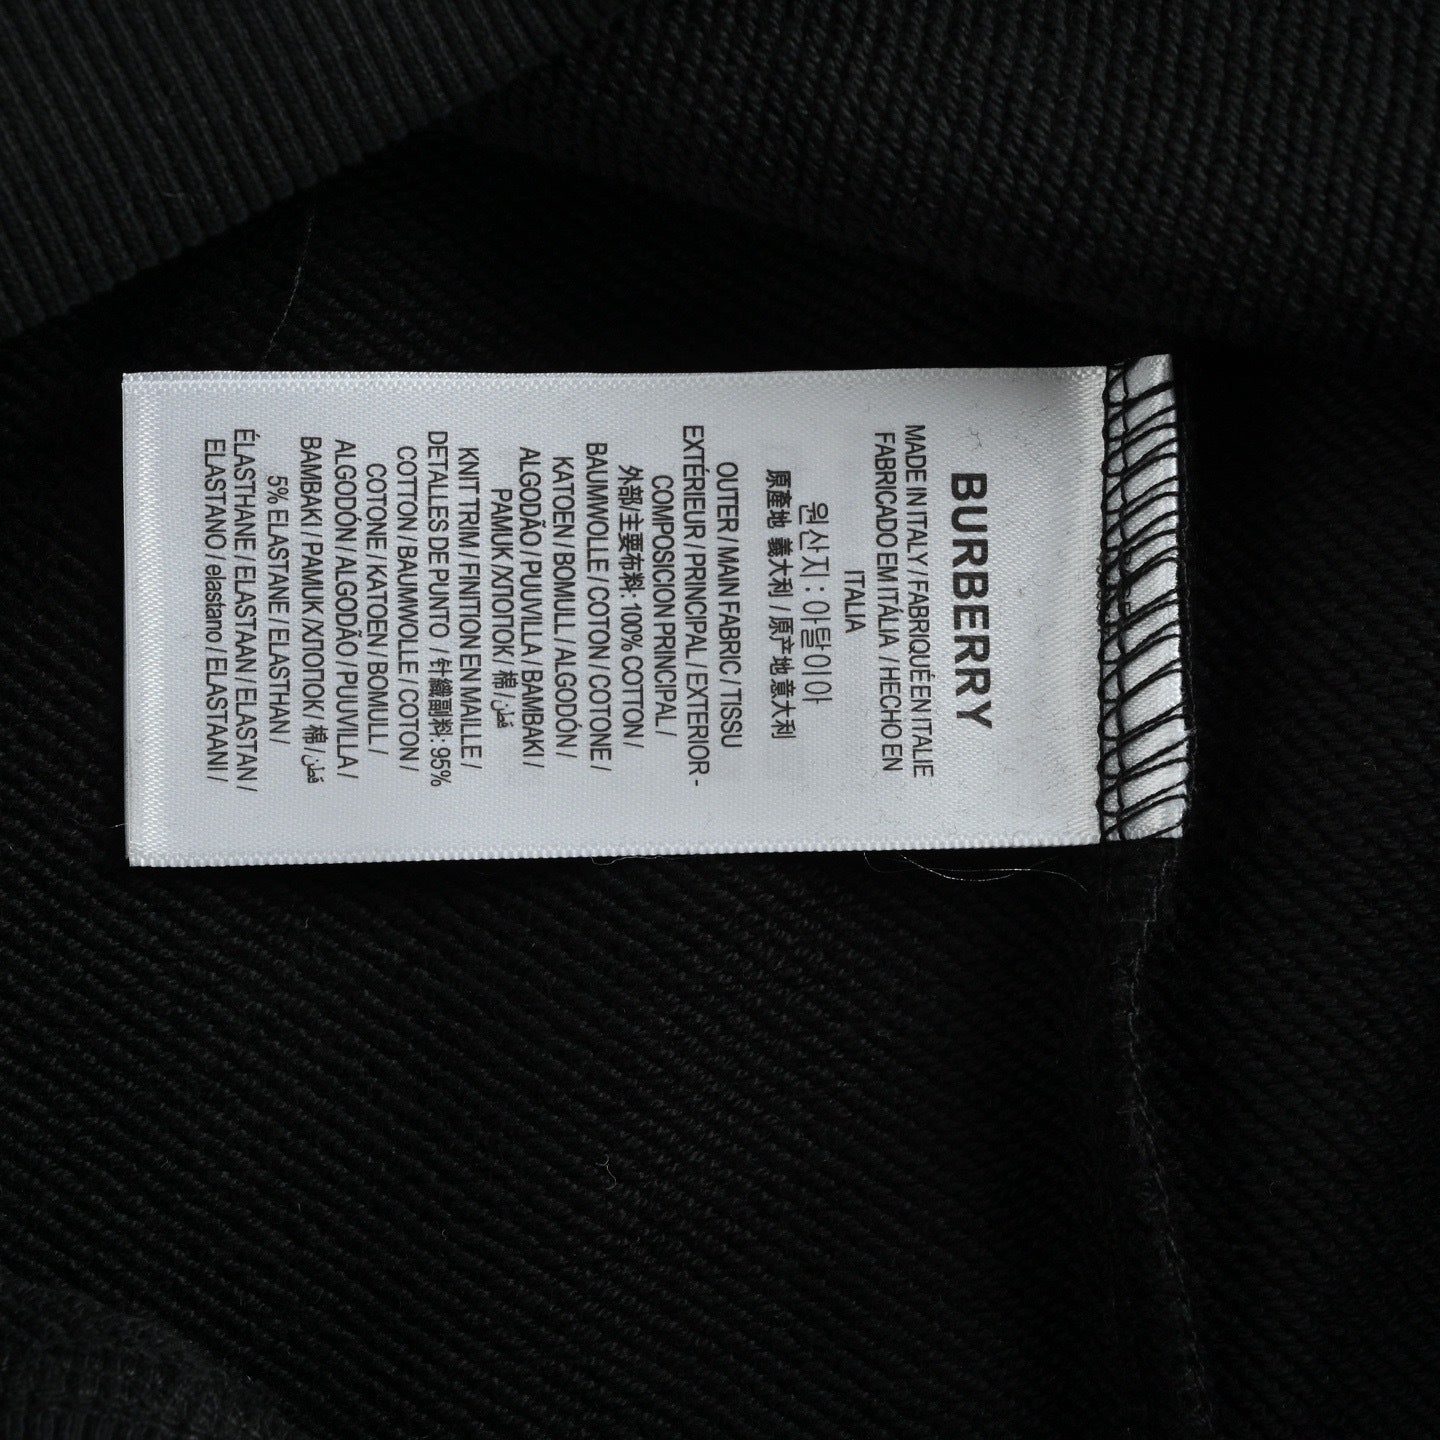 BURBERRY
MADE IN ITALY / FABRIQUÉ EN ITALIE
FABRICADO EM ITÁLIA / HECHO EN
ITALIA
원산지 : 이탈이아
原產地 義大利 / 原产地 意大利
OUTER / MAIN FABRIC / TISSU
EXTÉRIEUR / PRINCIPAL / EXTERIOR -
COMPOSICION PRINCIPAL /
外部/主要布料: 100% COTTON /
BAUMWOLLE / COTON / COTONE /
KATOEN / BOMULL / ALGODÓN /
ALGODÃO / PUUVILLA / BAMBAKI /
PAMUK /ХΠОПОК/ 棉 / قطن
KNIT TRIM / FINITION EN MAILLE /
DETALLES DE PUNTO / 针織副料: 95%
COTTON / BAUMWOLLE / COTON /
COTONE / KATOEN / BOMULL /
ALGODÓN / ALGODÃO / PUUVILLA /
BAMBAKI / PAMUK /ХΠОПОК/ 棉 / قطن
5% ELASTANE / ELASTHAN /
ÉLASTHANE / ELASTAAN / ELASTAN /
ELASTANO / elastano / ELASTAANI /